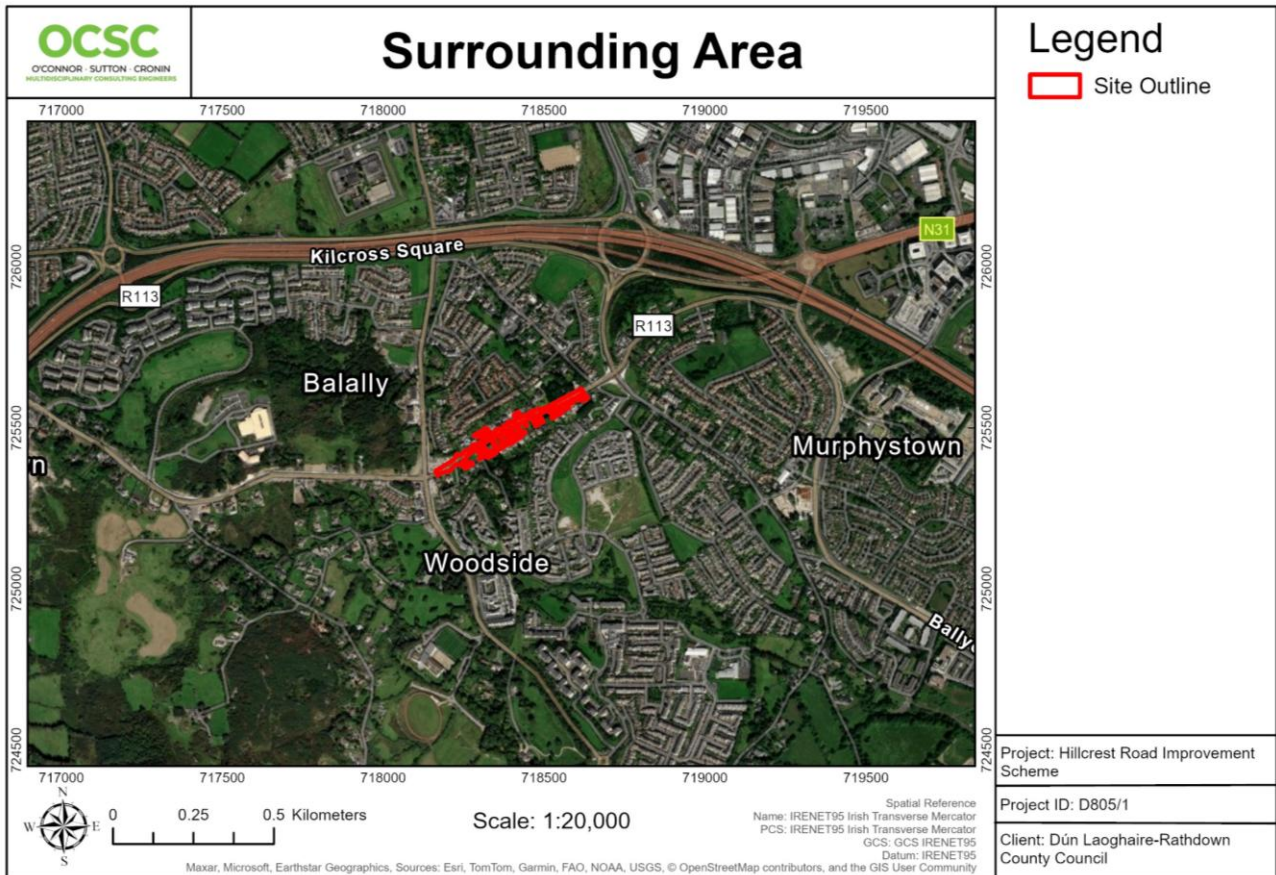 OCSC
O'CONNOR · SUTTON · CRONIN
MULTIDISCIPLINARY CONSULTING ENGINEERS
Surrounding Area
Legend
Site Outline
717000 717500 718000 718500 719000 719500
N31
Kilcross Square
726000 726000
R113
R113
Balally
725500 725500
Murphystown
n
Woodside
725000 725000
Ballyo
724500 724500
717000 717500 718000 718500 719000 719500
N
W E
S
0 0.25 0.5 Kilometers
Scale: 1:20,000
Spatial Reference
Name: IRENET95 Irish Transverse Mercator
PCS: IRENET95 Irish Transverse Mercator
GCS: GCS IRENET95
Datum: IRENET95
Maxar, Microsoft, Earthstar Geographics, Sources: Esri, TomTom, Garmin, FAO, NOAA, USGS, © OpenStreetMap contributors, and the GIS User Community
Project: Hillcrest Road Improvement
Scheme
Project ID: D805/1
Client: Dún Laoghaire-Rathdown
County Council